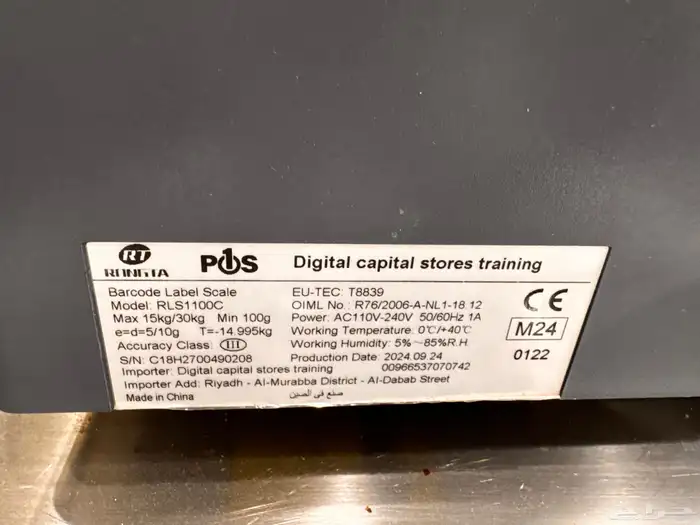 RT
RONGTA
P1S
Digital capital stores training
Barcode Label Scale
Model: RLS1100C
Max 15kg/30kg Min 100g
e=d=5/10g T=-14.995kg
Accuracy Class: III
S/N: C18H2700490208
EU-TEC: T8839
OIML No.: R76/2006-A-NL1-18.12
Power: AC110V-240V 50/60Hz 1A
Working Temperature: 0℃/+40℃
Working Humidity: 5%~85%R.H
Production Date: 2024.09.24
Importer: Digital capital stores training 00966537070742
Importer Add: Riyadh - Al-Murabba District - Al-Dabab Street
Made in China صنع في الصين
CE
M24
0122
حراج